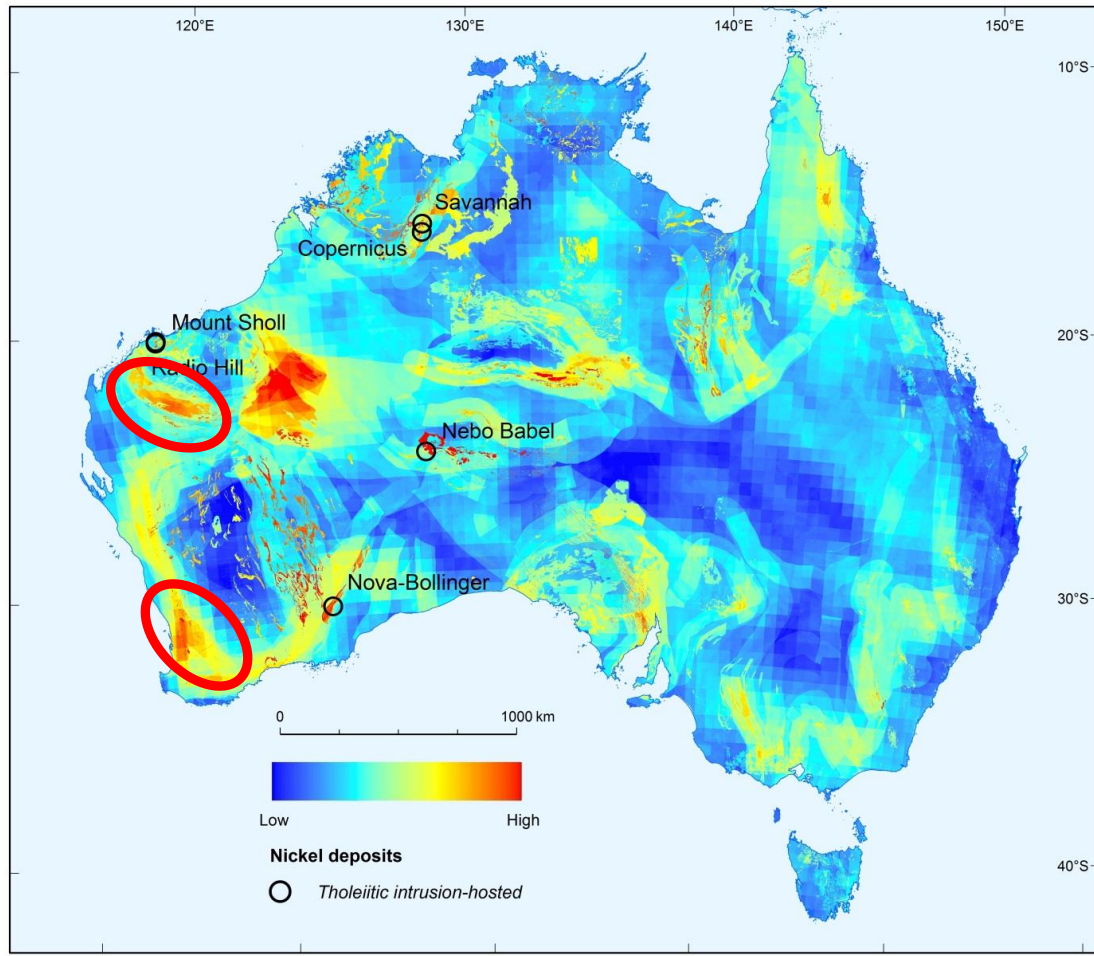 120°E 130°E 140°E 150°E
10°S
Savannah
Copernicus
Mount Sholl
20°S
Radio Hill
Nebo Babel
Nova-Bollinger
30°S
0 1000 km
Low High
Nickel deposits
40°S
Tholeiitic intrusion-hosted